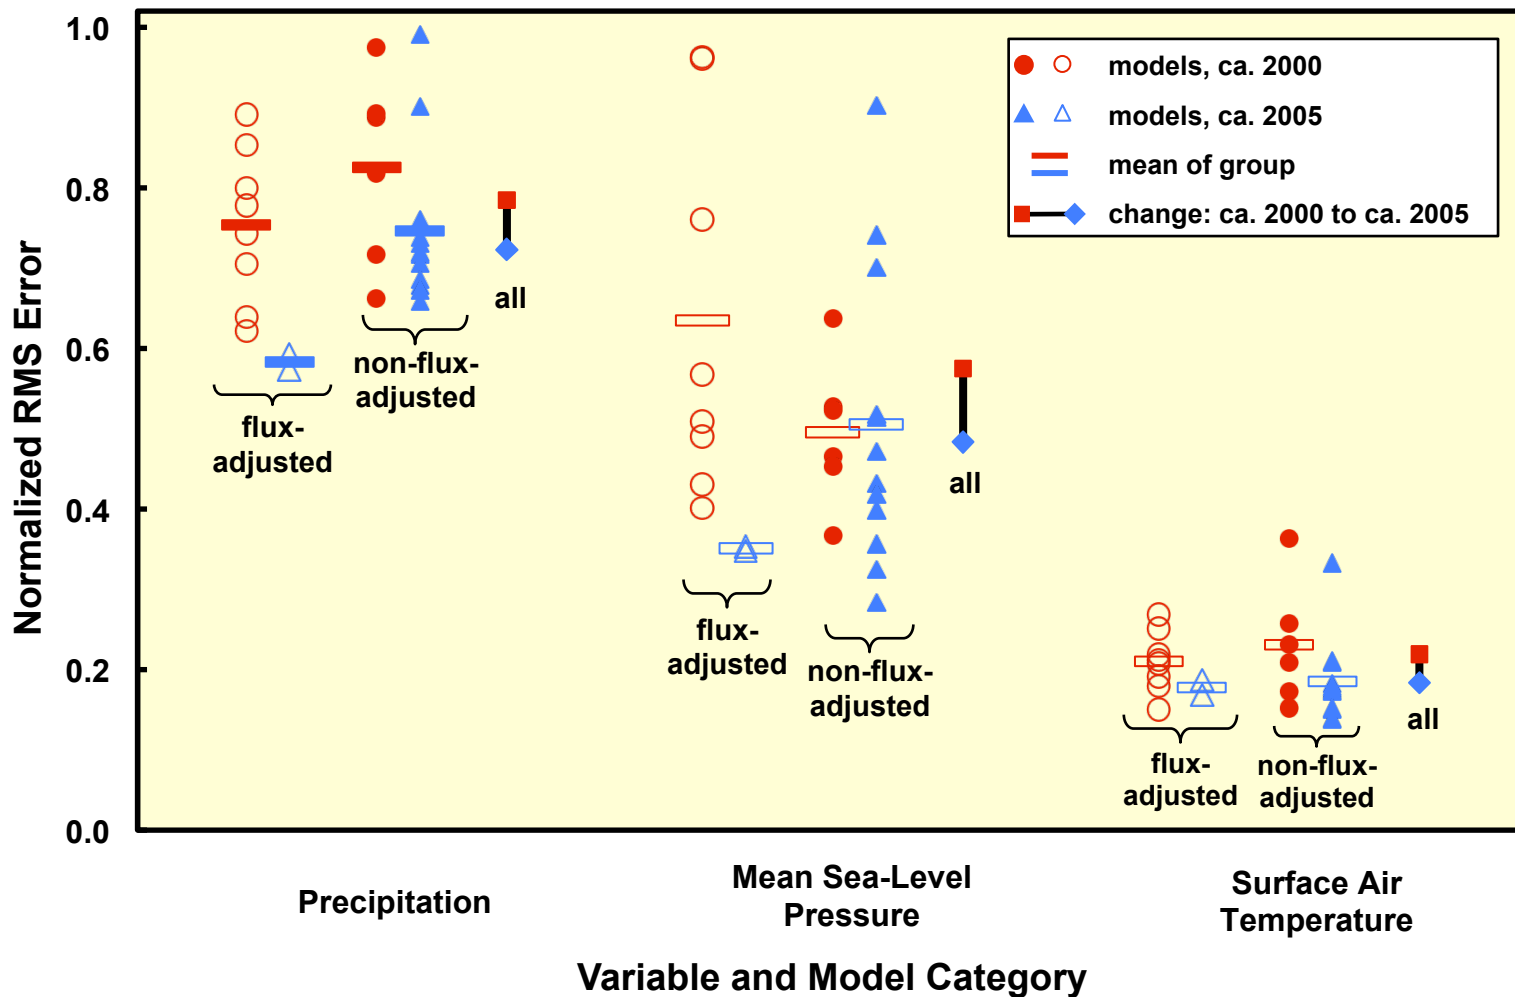 Normalized RMS Error
1.0
0.8
0.6
0.4
0.2
0.0
models, ca. 2000
models, ca. 2005
mean of group
change: ca. 2000 to ca. 2005
flux-
adjusted
non-flux-
adjusted
all
flux-
adjusted
non-flux-
adjusted
all
flux-
adjusted
non-flux-
adjusted
all
Precipitation
Mean Sea-Level
Pressure
Surface Air
Temperature
Variable and Model Category